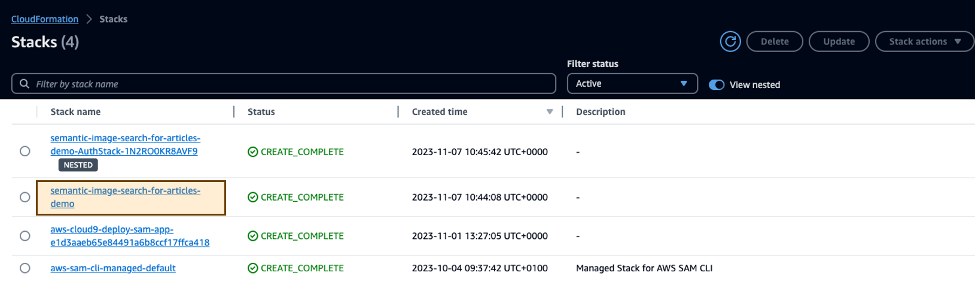 CloudFormation > Stacks
Stacks (4)
Delete
Update
Stack actions
Filter by stack name
Filter status
Active
View nested
Stack name
Status
Created time
Description
semantic-image-search-for-articles-
demo-AuthStack-1N2RO0KR8AVF9
NESTED
CREATE_COMPLETE
2023-11-07 10:45:42 UTC+0000
-
semantic-image-search-for-articles-
demo
CREATE_COMPLETE
2023-11-07 10:44:08 UTC+0000
-
aws-cloud9-deploy-sam-app-
e1d3aaeb65e84491a6b8ccf17ffca418
CREATE_COMPLETE
2023-11-01 13:27:05 UTC+0000
-
aws-sam-cli-managed-default
CREATE_COMPLETE
2023-10-04 09:37:42 UTC+0100
Managed Stack for AWS SAM CLI